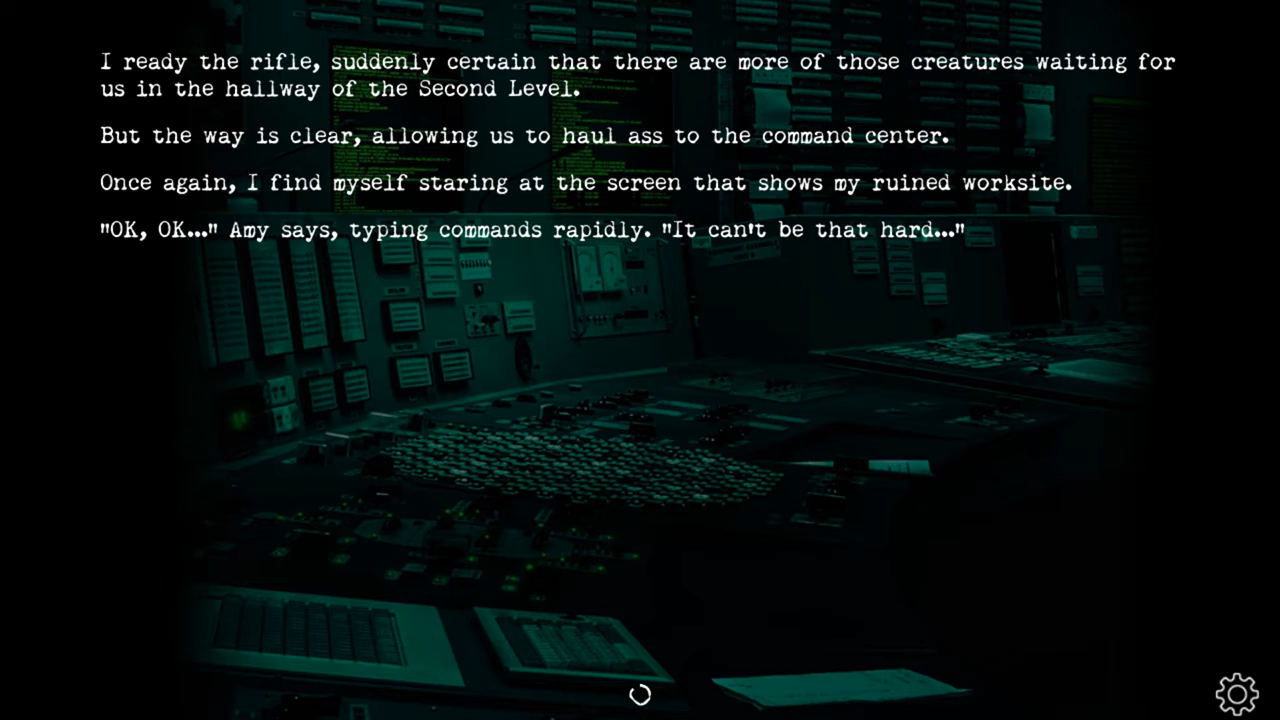 I ready the rifle, suddenly certain that there are more of those creatures waiting for
us in the hallway of the Second Level.
But the way is clear, allowing us to haul ass to the command center.
Once again, I find myself staring at the screen that shows my ruined worksite.
"OK, OK..." Amy says, typing commands rapidly. "It can't be that hard..."